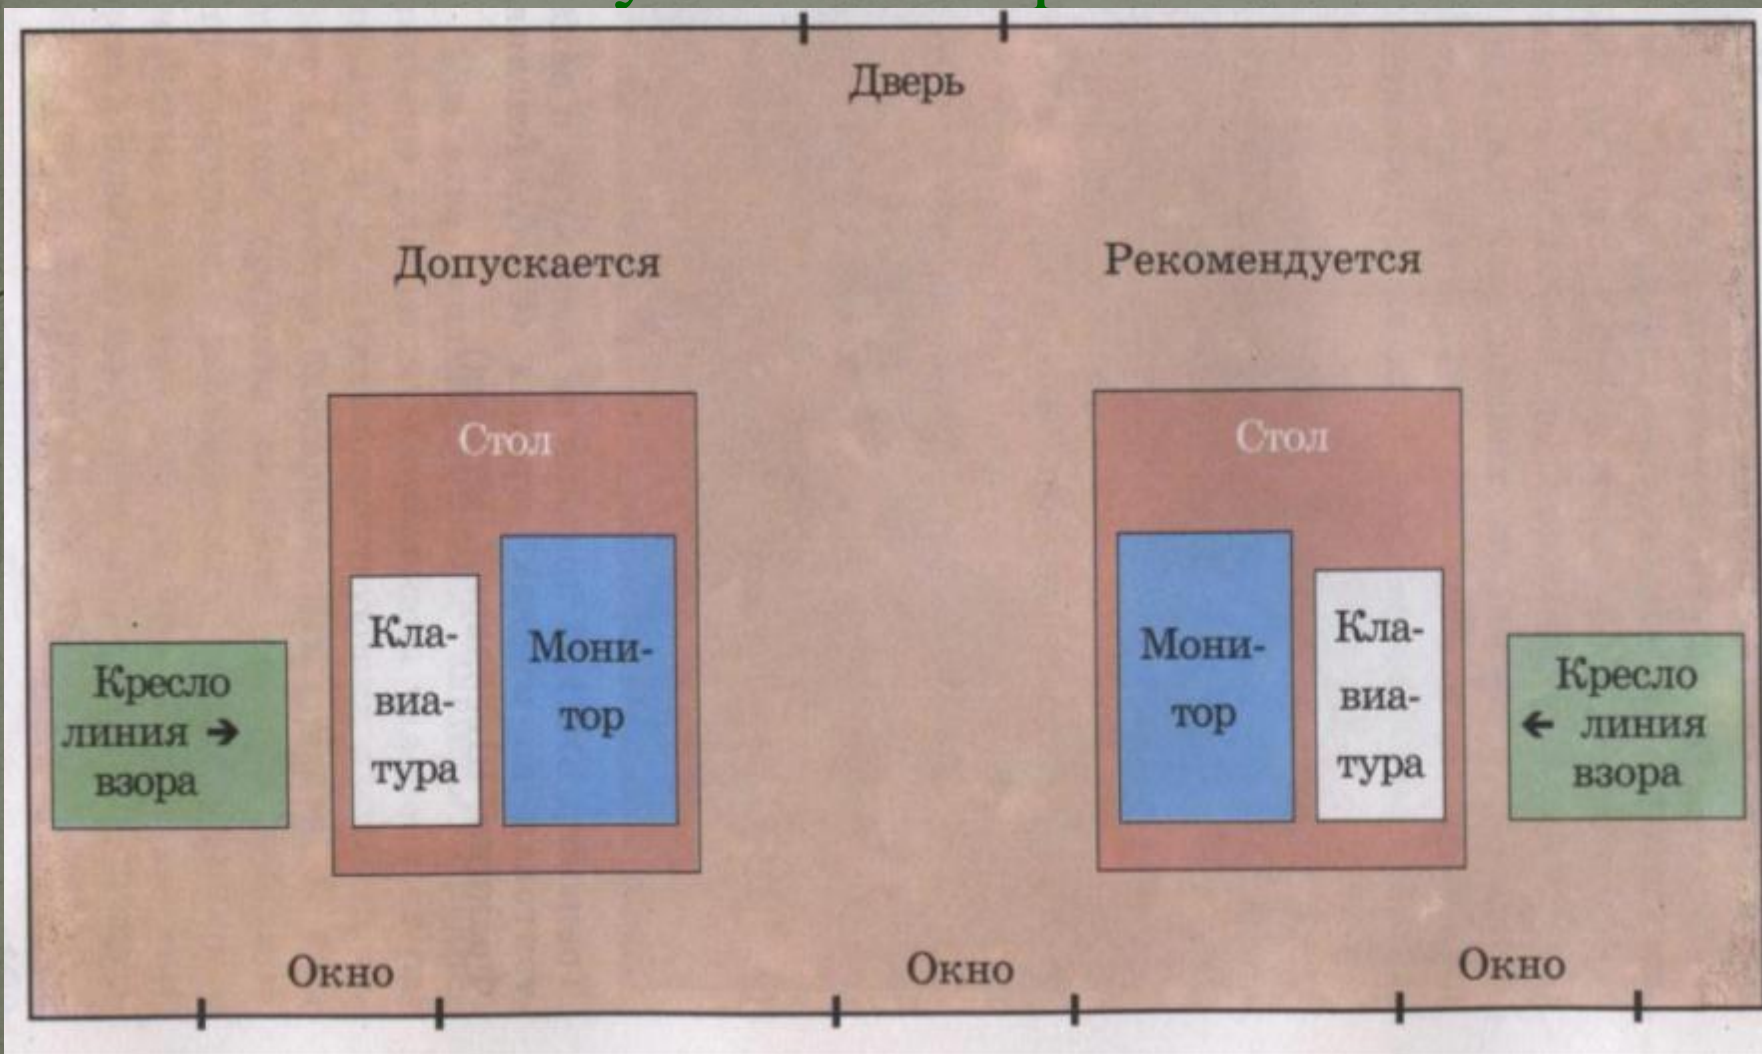 Дверь
Допускается
Рекомендуется
Стол
Стол
Кла-
виа-
тура
Мони-
тор
Мони-
тор
Кла-
виа-
тура
Кресло
линия →
взора
Кресло
← линия
взора
Окно
Окно
Окно